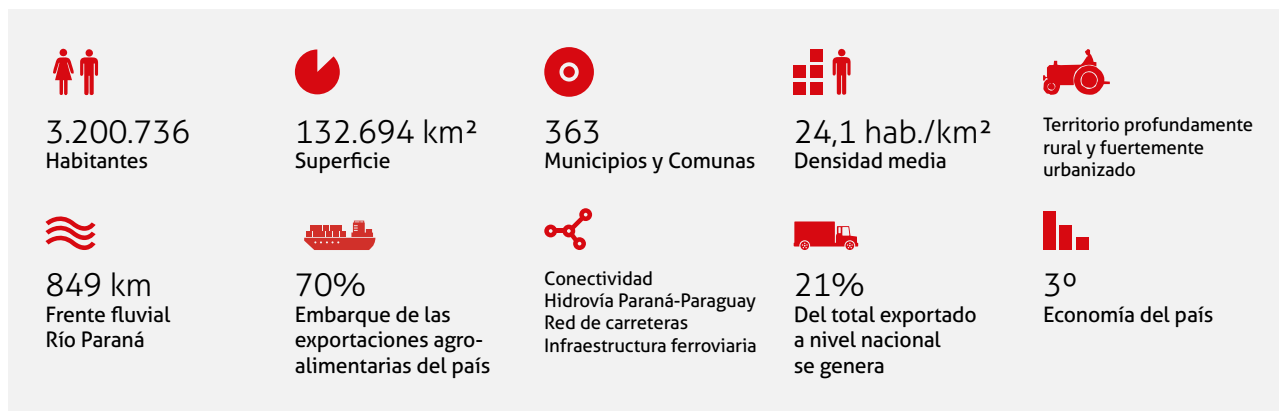 3.200.736
Habitantes
132.694 km²
Superficie
363
Municipios y Comunas
24,1 hab./km²
Densidad media
Territorio profundamente
rural y fuertemente
urbanizado
849 km
Frente fluvial
Río Paraná
70%
Embarque de las
exportaciones agro-
alimentarias del país
Conectividad
Hidrovía Paraná-Paraguay
Red de carreteras
Infraestructura ferroviaria
21%
Del total exportado
a nivel nacional
se genera
3º
Economía del país